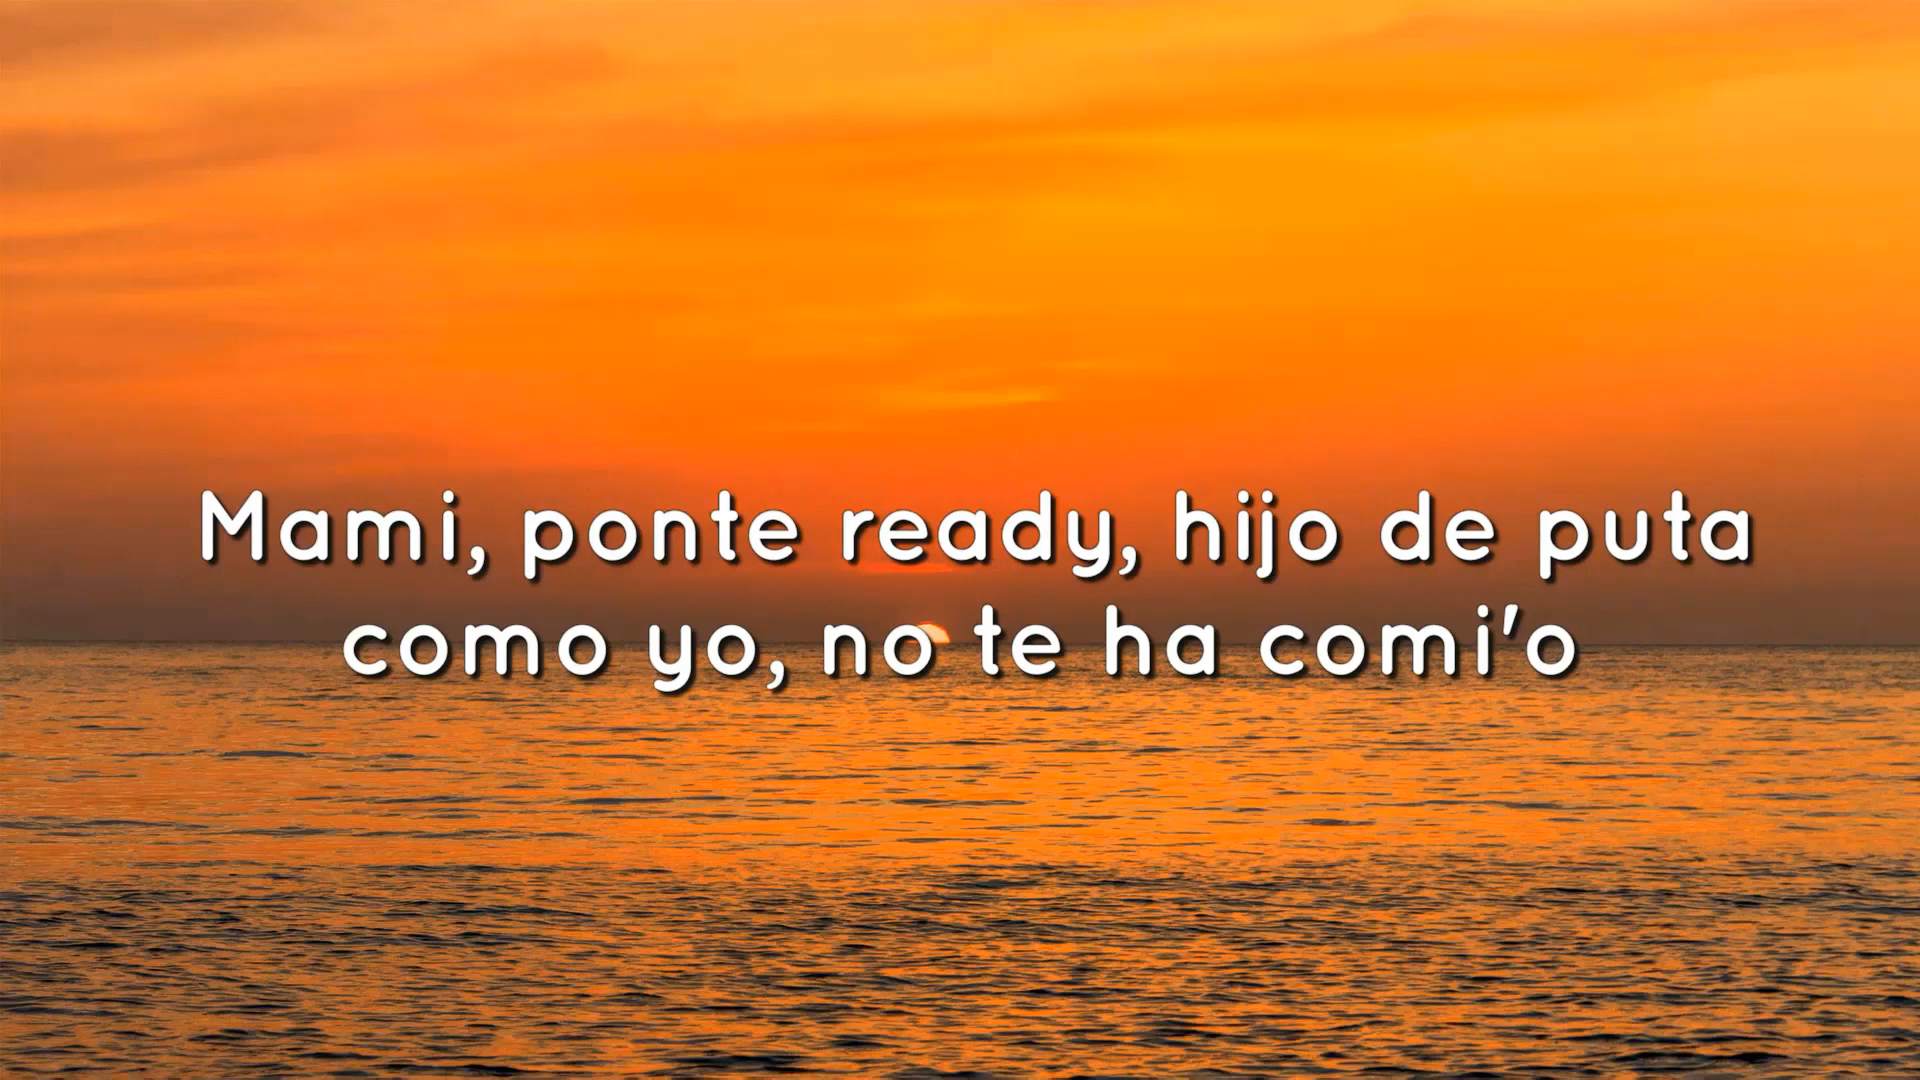 Mami, ponte ready, hijo de puta
como yo, no te ha comi'o